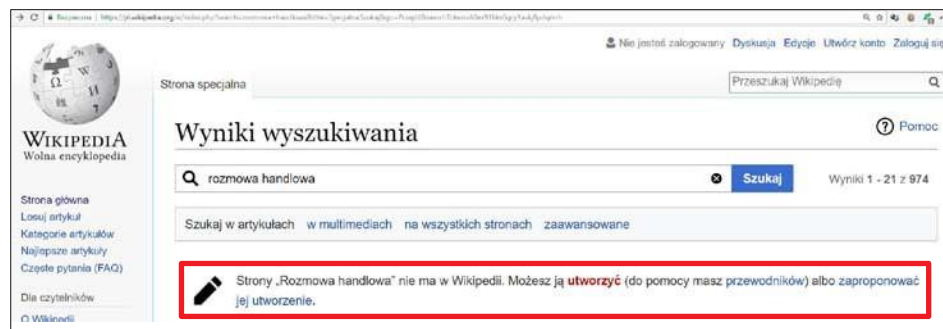 Nie jesteś zalogowany Dyskusja Edycje Utwórz konto Zaloguj się
Strona specjalna
Przeszukaj Wikipedię
WIKIPEDIA
Wolna encyklopedia
Wyniki wyszukiwania
Pomoc
rozmowa handlowa
Szukaj
Wyniki 1 - 21 z 974
Strona główna
Losuj artykuł
Kategorie artykułów
Najlepsze artykuły
Częste pytania (FAQ)
Szukaj w artykułach w multimediach na wszystkich stronach zaawansowane
Strony „Rozmowa handlowa” nie ma w Wikipedii. Możesz ją utworzyć (do pomocy masz przewodników) albo zaproponować
jej utworzenie.
Dla czytelników
O Wikipedii